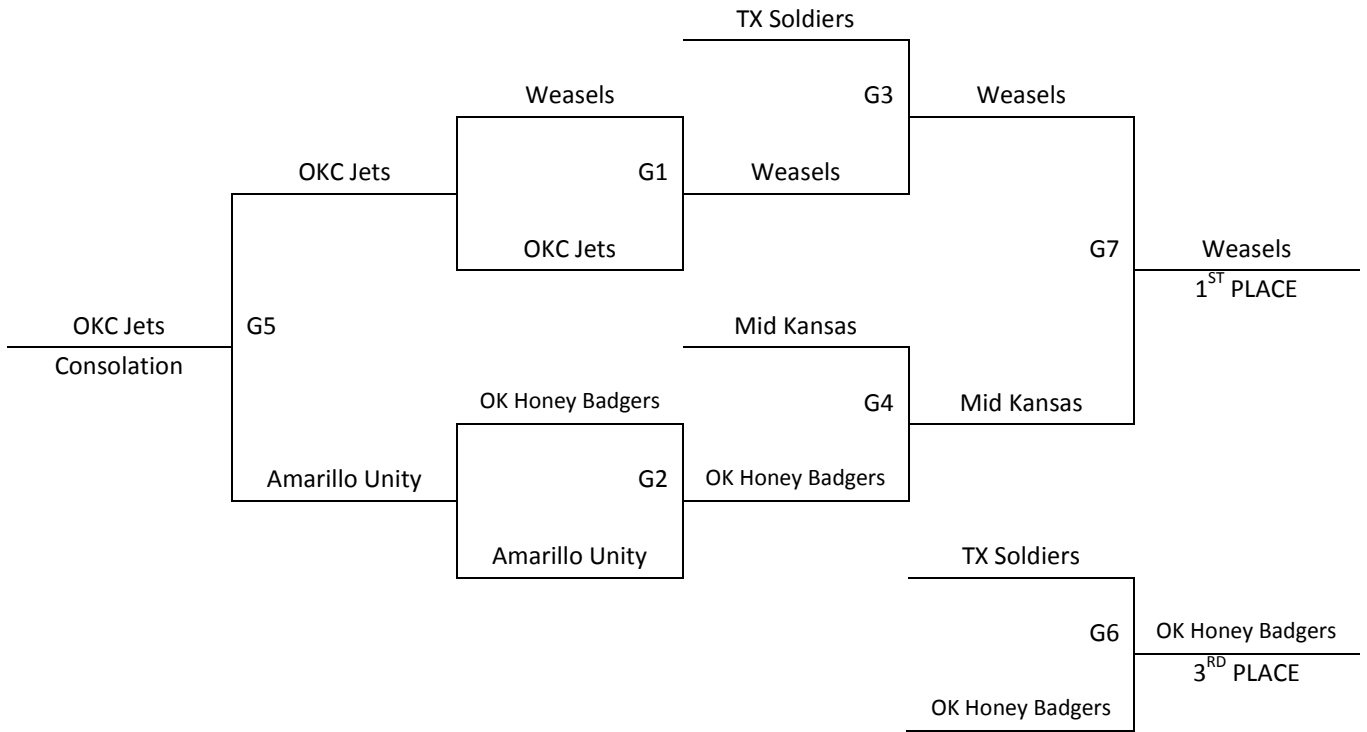 TX Soldiers
Weasels
G3
Weasels
OKC Jets
G1
Weasels
OKC Jets
G7
Weasels
1ST PLACE
OKC Jets
G5
Mid Kansas
Consolation
OK Honey Badgers
G4
Mid Kansas
Amarillo Unity
G2
OK Honey Badgers
Amarillo Unity
TX Soldiers
G6
OK Honey Badgers
3RD PLACE
OK Honey Badgers